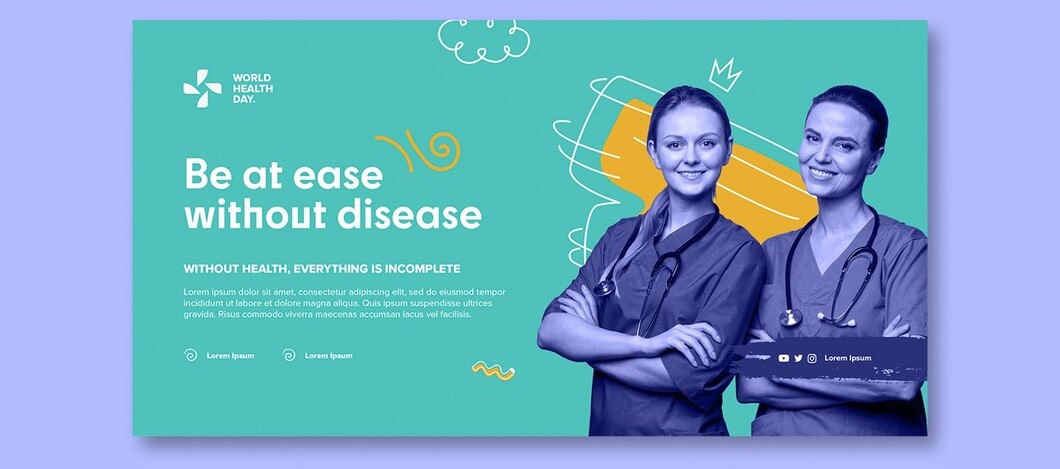 WORLD
HEALTH
DAY.
Be at ease
without disease
WITHOUT HEALTH, EVERYTHING IS INCOMPLETE
Lorem ipsum dolor sit amet, consectetur adipiscing elit, sed do eiusmod tempor
incididunt ut labore et dolore magna aliqua. Quis ipsum suspendisse ultrices
gravida. Risus commodo viverra maecenas accumsan lacus vel facilisis.
Lorem Ipsum
Lorem Ipsum
Lorem Ipsum